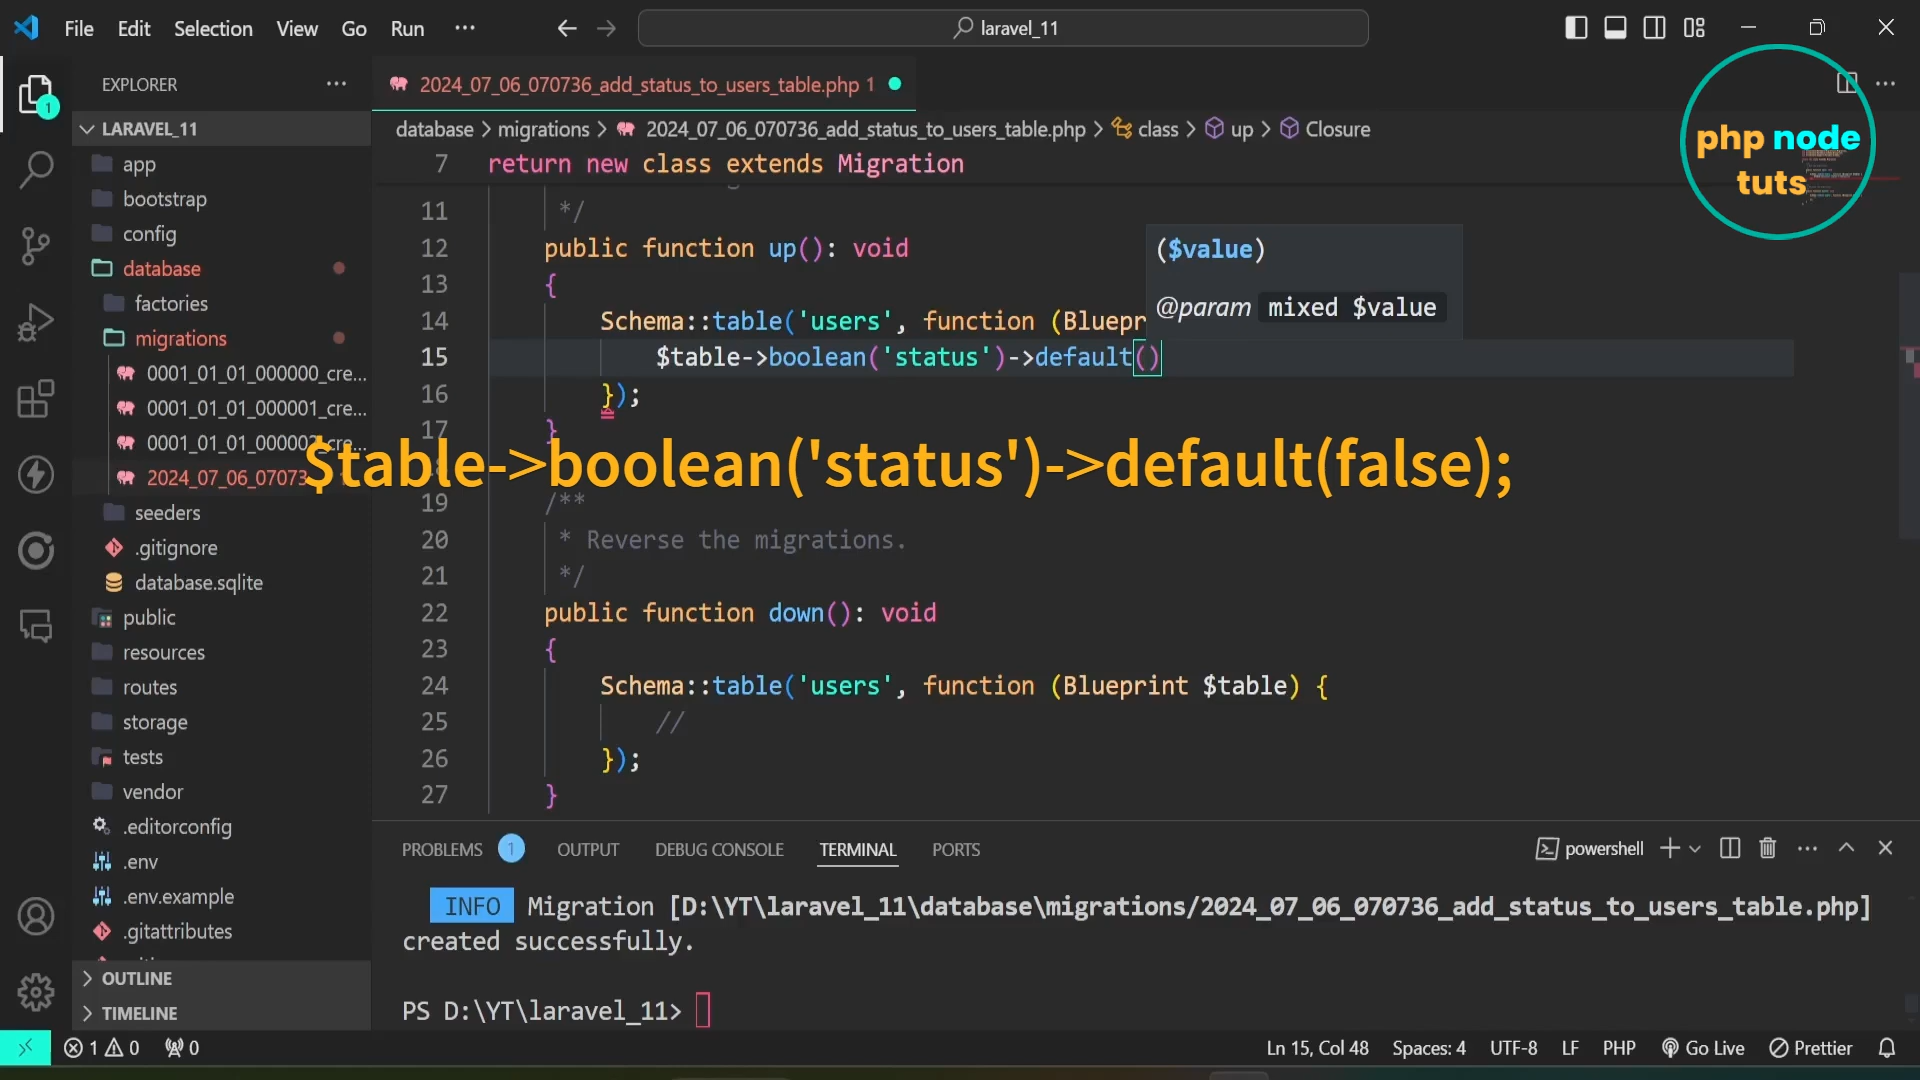 File Edit Selection View Go Run ···
laravel_11
EXPLORER
2024_07_06_070736_add_status_to_users_table.php 1
LARAVEL_11
database > migrations > 2024_07_06_070736_add_status_to_users_table.php > class > up > Closure
php node
tuts
7 return new class extends Migration
app
bootstrap
config
database
factories
migrations
0001_01_01_000000_cre...
0001_01_01_000001_cre...
0001_01_01_000002_cre...
2024_07_06_07073
seeders
.gitignore
database.sqlite
public
resources
routes
storage
tests
vendor
.editorconfig
.env
.env.example
.gitattributes
OUTLINE
TIMELINE
11 */
12 public function up(): void
13 {
14 Schema::table('users', function (Bluepr
15 $table->boolean('status')->default()
16 });
17 }
($value)
@param mixed $value
$table->boolean('status')->default(false);
19 /**
20 * Reverse the migrations.
21 */
22 public function down(): void
23 {
24 Schema::table('users', function (Blueprint $table) {
25 //
26 });
27 }
PROBLEMS 1 OUTPUT DEBUG CONSOLE TERMINAL PORTS
powershell
INFO Migration [D:\YT\laravel_11\database\migrations/2024_07_06_070736_add_status_to_users_table.php]
created successfully.
PS D:\YT\laravel_11>
1 0 0
Ln 15, Col 48 Spaces: 4 UTF-8 LF PHP Go Live Prettier